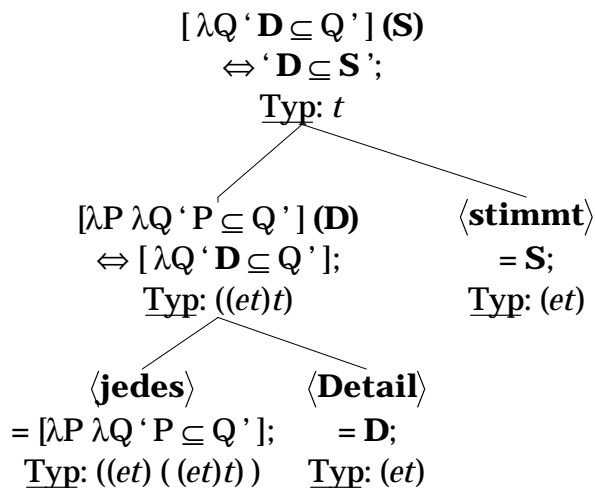 [ λQ ‘ D ⊆ Q ’ ] (S)
⇔ ‘ D ⊆ S ’;
Typ: t
[λP λQ ‘ P ⊆ Q ’ ] (D)
⇔ [ λQ ‘ D ⊆ Q ’ ];
Typ: ((et)t)
⟨stimmt⟩
= S;
Typ: (et)
⟨jedes⟩
= [λP λQ ‘ P ⊆ Q ’ ];
Typ: ((et) ( (et)t) )
⟨Detail⟩
= D;
Typ: (et)